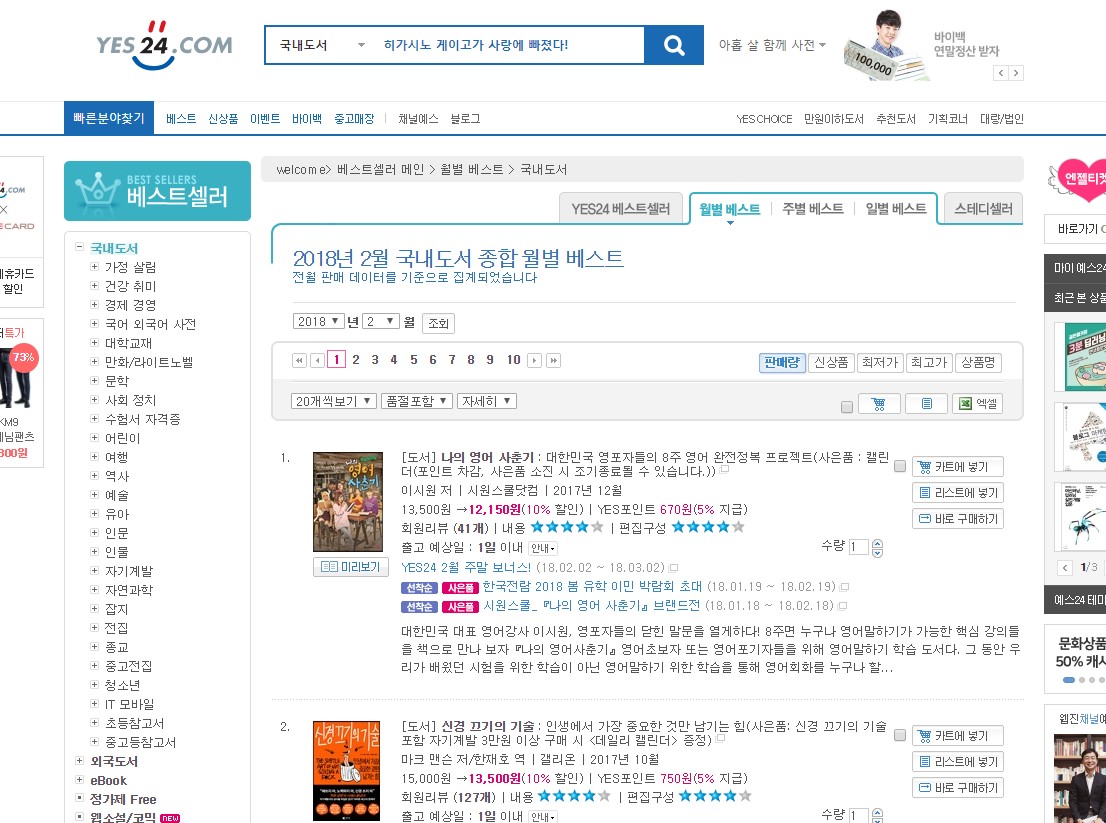 YES 24 .COM
국내도서
히가시노 게이고가 사랑에 빠졌다!
아홉 살 함께 사전
100,000
바이백
연말정산 받자
빠른분야찾기
베스트 신상품 이벤트 바이백 중고매장 채널예스 블로그
YES CHOICE 만원이하도서 추천도서 기획코너 대량/법인
.COM
X
ECARD
휴카드
할인
특가
73%
KM9
팬츠
BEST SELLERS
베스트셀러
국내도서
가정 살림
건강 취미
경제 경영
국어 외국어 사전
대학교재
만화/라이트노벨
문학
사회 정치
수험서 자격증
어린이
여행
역사
예술
유아
인문
인물
자기계발
자연과학
잡지
전집
종교
중고전집
청소년
IT 모바일
초등참고서
중고등참고서
외국도서
eBook
정가제 Free
웹소설/코믹 NEW
welcome> 베스트셀러 메인 > 월별 베스트 > 국내도서
YES24 베스트셀러 월별 베스트 주별 베스트 일별 베스트 스테디셀러
2018년 2월 국내도서 종합 월별 베스트
전월 판매 데이터를 기준으로 집계되었습니다
2018 년 2 월 조회
1 2 3 4 5 6 7 8 9 10
판매량 신상품 최저가 최고가 상품명
20개씩보기 품절포함 자세히
엑셀
1.
나의 영어 사춘기
미리보기
[도서] 나의 영어 사춘기 : 대한민국 영포자들의 8주 영어 완전정복 프로젝트(사은품 : 캘린
더(포인트 차감, 사은품 소진 시 조기종료될 수 있습니다.))
이시원 저 | 시원스쿨닷컴 | 2017년 12월
13,500원 →12,150원(10% 할인) | YES포인트 670원(5% 지급)
회원리뷰 (41개) | 내용 ★★★★★ | 편집구성 ★★★★★
출고 예상일 : 1일 이내 안내
수량 1
YES24 2월 주말 보너스! (18.02.02 ~ 18.03.02)
선착순 사은품 한국전람 2018 봄 유학 이민 박람회 초대 (18.01.19 ~ 18.02.19)
선착순 사은품 시원스쿨_ 『나의 영어 사춘기』 브랜드전 (18.01.18 ~ 18.02.18)
대한민국 대표 영어강사 이시원, 영포자들의 닫힌 말문을 열게하다! 8주면 누구나 영어말하기가 가능한 핵심 강의들
을 책으로 만나 보자 『나의 영어사춘기』 영어초보자 또는 영어포기자들을 위해 영어말하기 학습 도서다. 그 동안 우
리가 배웠던 시험을 위한 학습이 아닌 영어말하기 위한 학습을 통해 영어회화를 누구나 할...
카트에 넣기
리스트에 넣기
바로 구매하기
2.
신경 끄기의 기술
[도서] 신경 끄기의 기술 : 인생에서 가장 중요한 것만 남기는 힘(사은품: 신경 끄기의 기술
포함 자기계발 3만원 이상 구매 시 <데일리 캘린더> 증정)
마크 맨슨 저/한재호 역 | 갤리온 | 2017년 10월
15,000원 →13,500원(10% 할인) | YES포인트 750원(5% 지급)
회원리뷰 (127개) | 내용 ★★★★★ | 편집구성 ★★★★★
출고 예상일 : 1일 이내 안내
수량 1
카트에 넣기
리스트에 넣기
바로 구매하기
엔젤티켓
바로가기
마이 예스24
최근 본 상품
3분
1/3
예스24 테마
문화상품
50% 캐시
웹진채널예